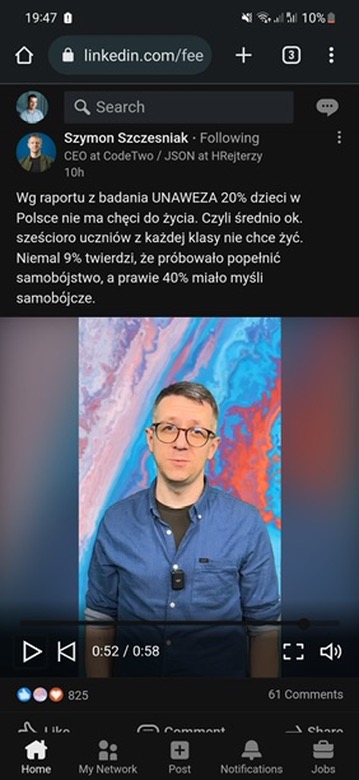 19:47
10%
linkedin.com/fee
3
Search
Szymon Szczesniak · Following
CEO at CodeTwo / JSON at HRejterzy
10h
Wg raportu z badania UNAWEZA 20% dzieci w
Polsce nie ma chęci do życia. Czyli średnio ok.
sześcioro uczniów z każdej klasy nie chce żyć.
Niemal 9% twierdzi, że próbowało popełnić
samobójstwo, a prawie 40% miało myśli
samobójcze.
0:52 / 0:58
825
61 Comments
Like
Comment
Share
Home
My Network
Post
Notifications
Jobs